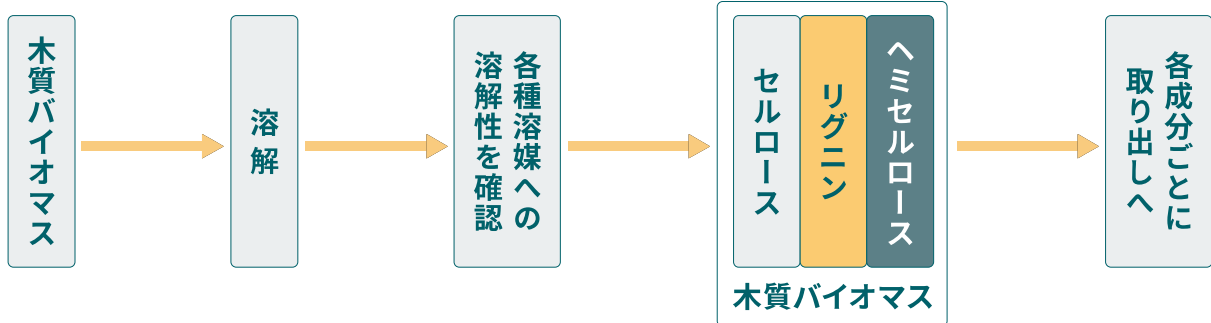 木質バイオマス
溶解
各種溶媒への
溶解性を確認
セルロース
リグニン
ヘミセルロース
木質バイオマス
各成分ごとに
取り出しへ